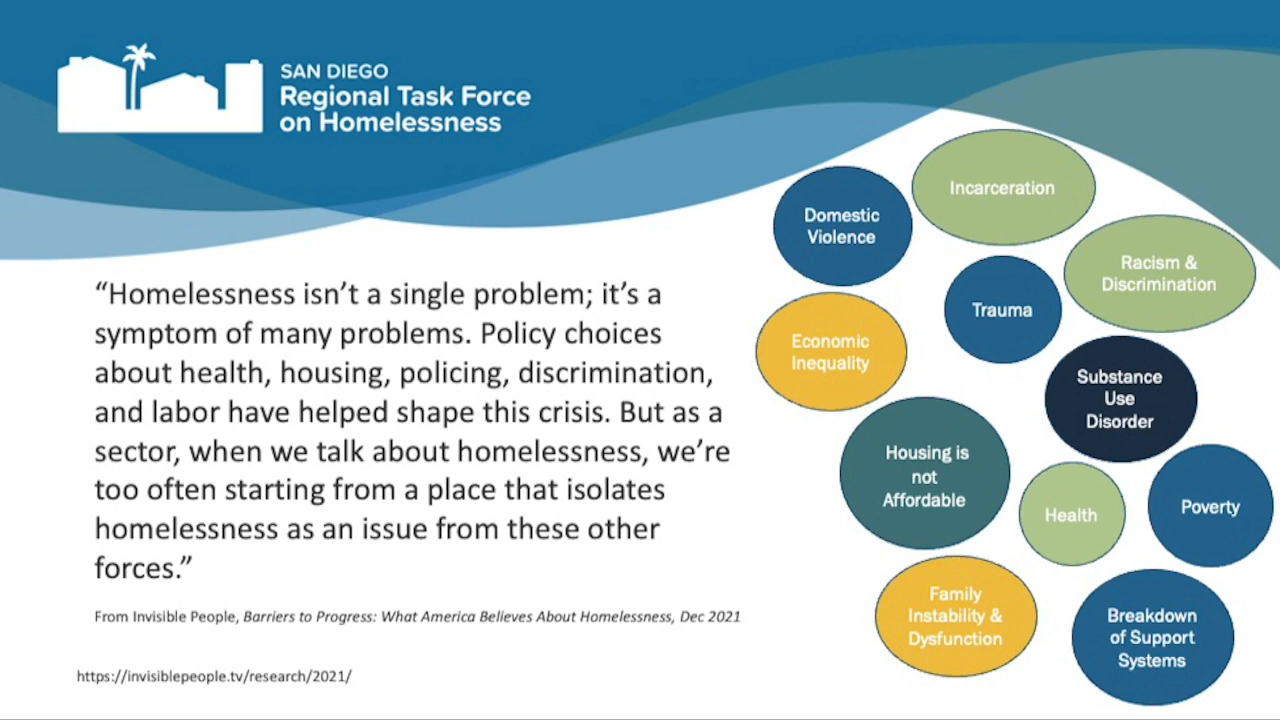 SAN DIEGO
Regional Task Force
on Homelessness
“Homelessness isn’t a single problem; it’s a
symptom of many problems. Policy choices
about health, housing, policing, discrimination,
and labor have helped shape this crisis. But as a
sector, when we talk about homelessness, we’re
too often starting from a place that isolates
homelessness as an issue from these other
forces.”
From Invisible People, Barriers to Progress: What America Believes About Homelessness, Dec 2021
https://invisiblepeople.tv/research/2021/
Incarceration
Domestic
Violence
Racism &
Discrimination
Trauma
Economic
Inequality
Substance
Use
Disorder
Housing is
not
Affordable
Health
Poverty
Family
Instability &
Dysfunction
Breakdown
of Support
Systems